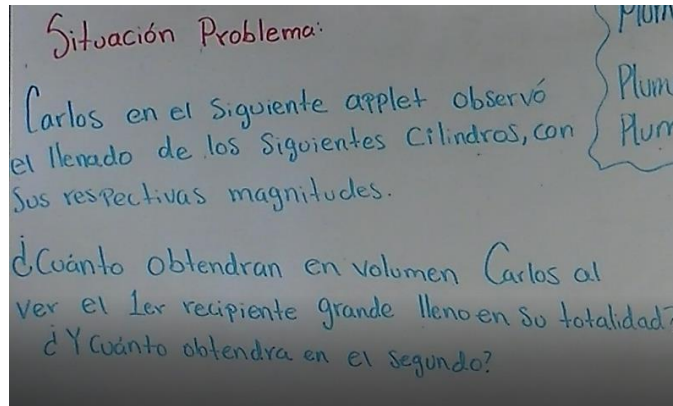 Situación Problema:
Carlos en el siguiente applet observó
el llenado de los siguientes cilindros, con
sus respectivas magnitudes.
¿Cuánto obtendran en volumen Carlos al
ver el 1er recipiente grande lleno en su totalidad?
¿Y cuánto obtendra en el segundo?